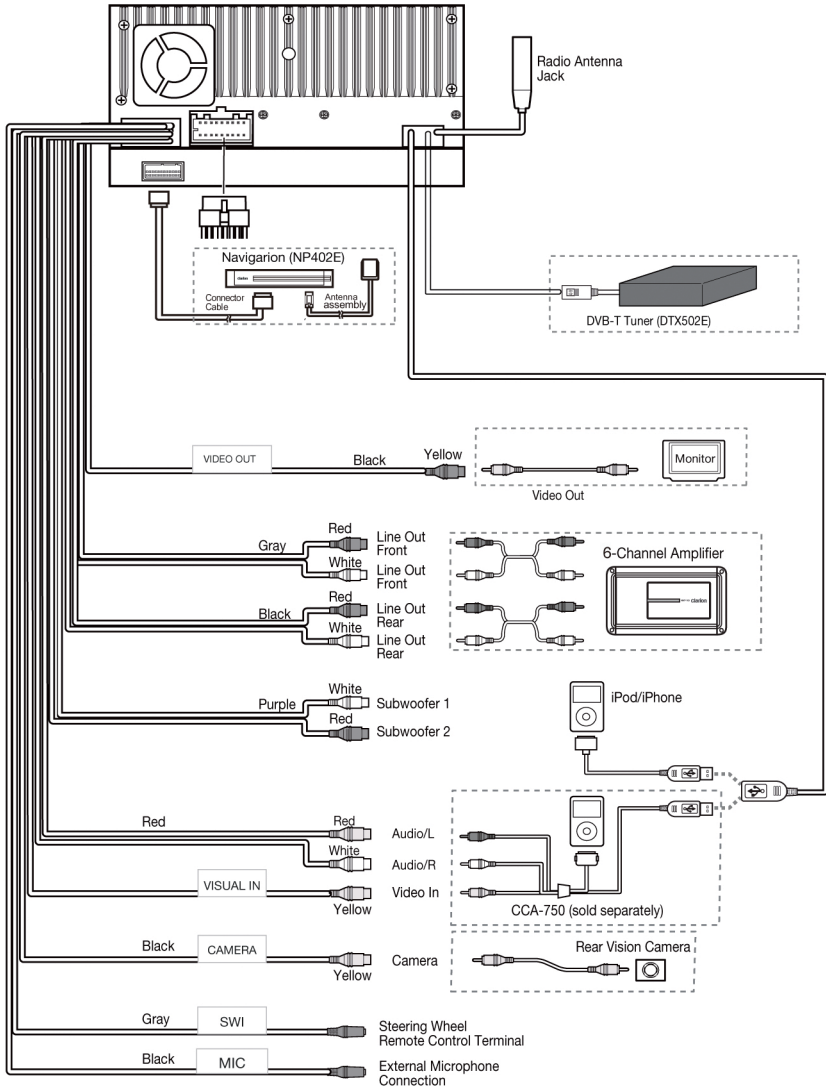 Radio Antenna
Jack
Navigarion (NP402E)
clarion
Connector
Cable
Antenna
assembly
DVB-T Tuner (DTX502E)
VIDEO OUT
Black
Yellow
Monitor
Video Out
Gray
Red
Line Out
Front
White
Line Out
Front
6-Channel Amplifier
clarion
Black
Red
Line Out
Rear
White
Line Out
Rear
Purple
White
Subwoofer 1
Red
Subwoofer 2
iPod/iPhone
Red
Red
Audio/L
White
Audio/R
VISUAL IN
Yellow
Video In
CCA-750 (sold separately)
Black
CAMERA
Yellow
Camera
Rear Vision Camera
Gray
SWI
Steering Wheel
Remote Control Terminal
Black
MIC
External Microphone
Connection